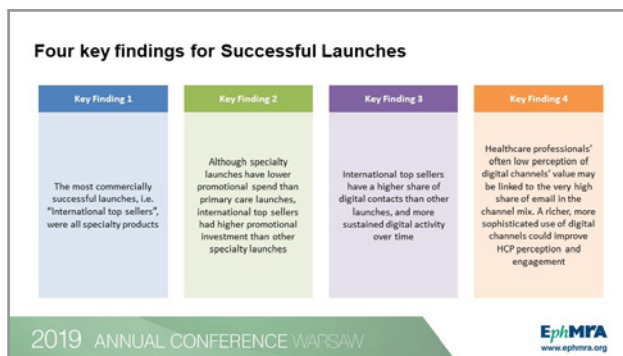 Four key findings for Successful Launches
Key Finding 1
The most commercially
successful launches, i.e.
"International top sellers",
were all specialty products
Key Finding 2
Although specialty
launches have lower
promotional spend than
primary care launches,
international top sellers
had higher promotional
investment than other
specialty launches
Key Finding 3
International top sellers
have a higher share of
digital contacts than other
launches, and more
sustained digital activity
over time
Key Finding 4
Healthcare professionals'
often low perception of
digital channels' value may
be linked to the very high
share of email in the
channel mix. A richer, more
sophisticated use of digital
channels could improve
HCP perception and
engagement
2019 ANNUAL CONFERENCE WARSAW
EphMRA
www.ephmra.org